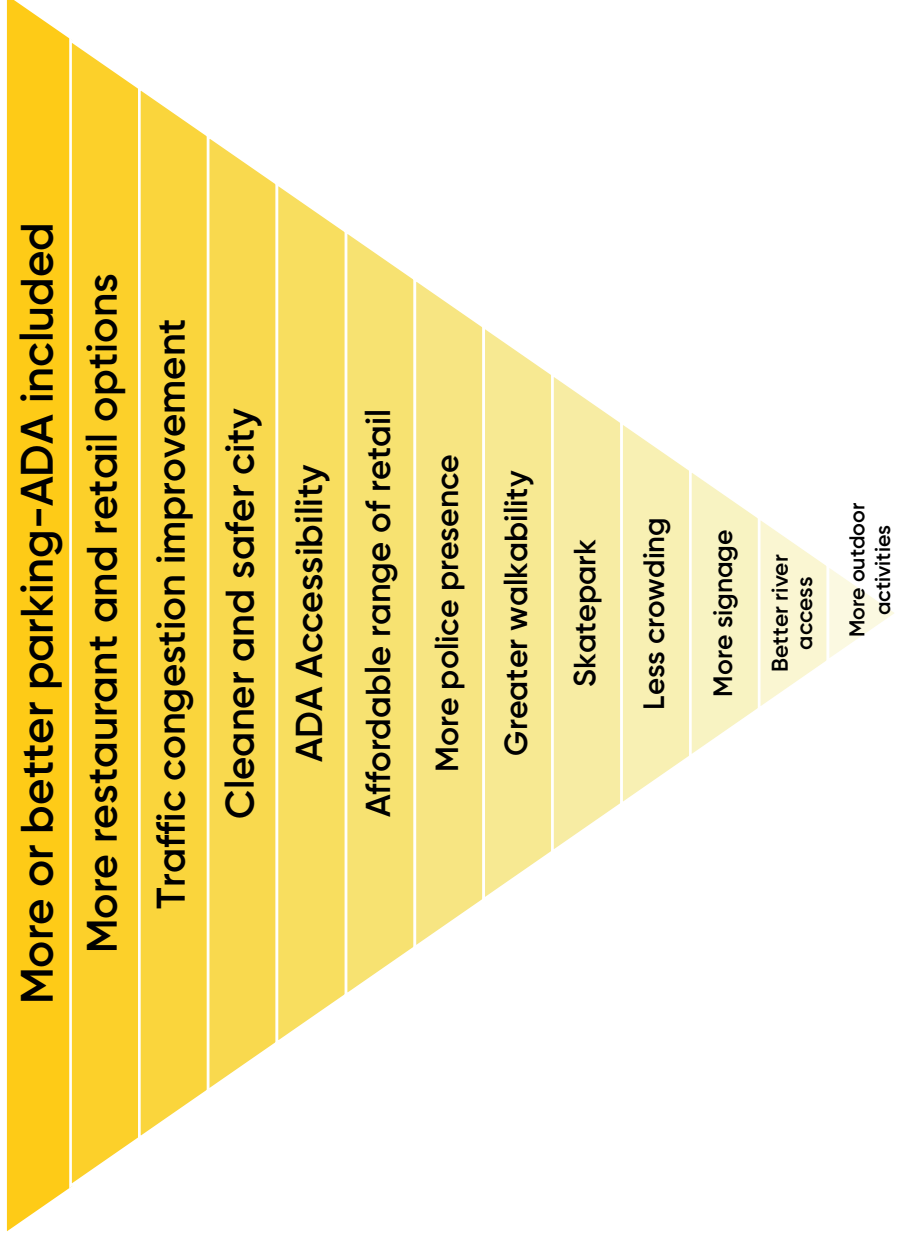 More or better parking-ADA included
More restaurant and retail options
Traffic congestion improvement
Cleaner and safer city
ADA Accessibility
Affordable range of retail
More police presence
Greater walkability
Skatepark
Less crowding
More signage
Better river
access
More outdoor
activities